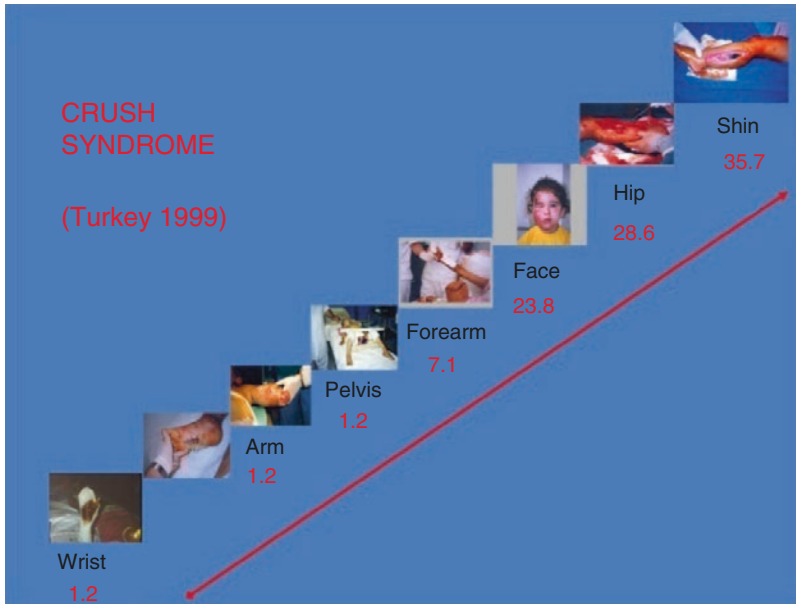 CRUSH
SYNDROME
(Turkey 1999)
Shin
35.7
Hip
28.6
Face
23.8
Forearm
7.1
Pelvis
1.2
Arm
1.2
Wrist
1.2